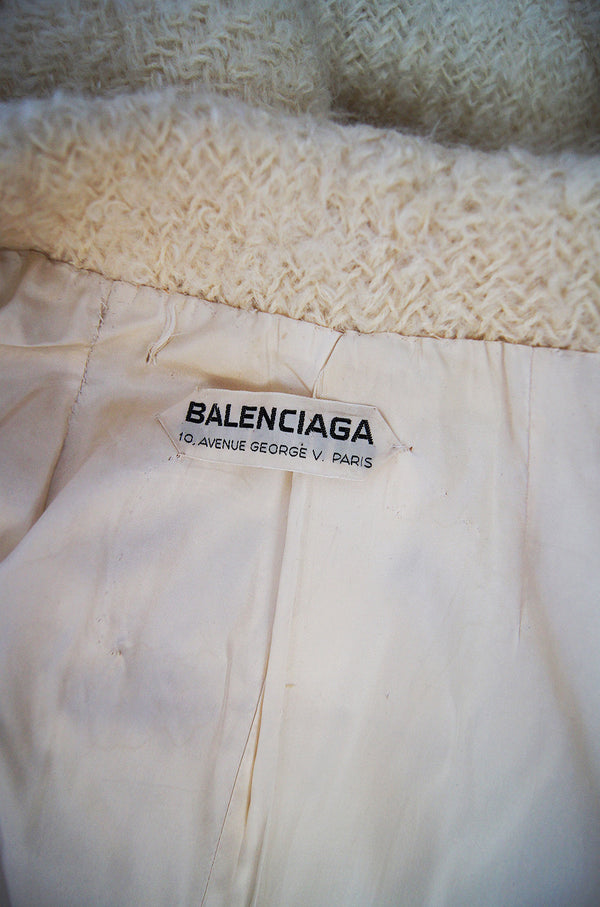 BALENCIAGA
10, AVENUE GEORGE V. PARIS